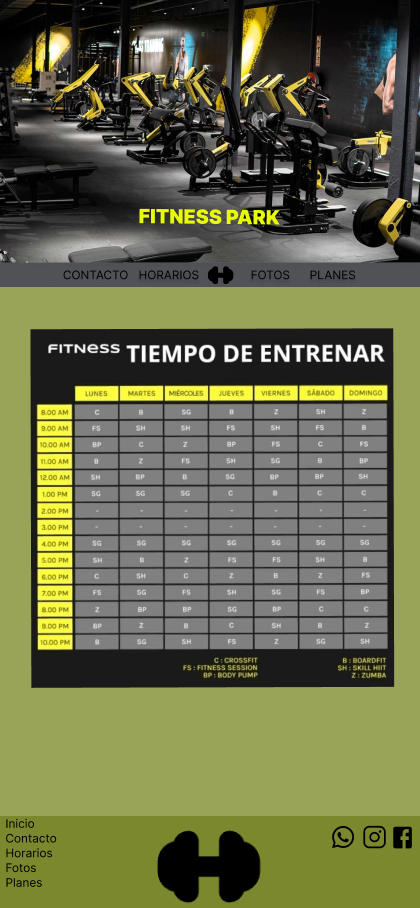 FITNESS PARK
CONTACTO HORARIOS FOTOS PLANES
FITNESS TIEMPO DE ENTRENAR
LUNES MARTES MIÉRCOLES JUEVES VIERNES SÁBADO DOMINGO
8.00 AM C B SG B Z SH Z
9.00 AM FS SH SH FS SH FS B
10.00 AM BP C Z BP FS C FS
11.00 AM B Z FS SH SG B BP
12.00 AM SH BP B SG BP BP SH
1.00 PM SG SG SG C B C C
2.00 PM - - - - - - -
3.00 PM - - - - - - -
4.00 PM SG SG SG SG SG SG SG
5.00 PM SH B Z FS FS SH B
6.00 PM C SH C Z B Z FS
7.00 PM FS SG FS SH SG FS BP
8.00 PM Z BP BP SG BP C C
9.00 PM BP Z B C SH B Z
10.00 PM B SG SH FS Z SG SH
C : CROSSFIT B : BOARDFIT
FS : FITNESS SESSION SH : SKILL HIIT
BP : BODY PUMP Z : ZUMBA
Inicio
Contacto
Horarios
Fotos
Planes